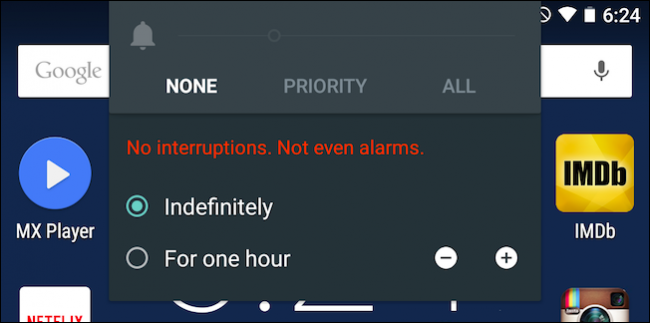 6:24
Google
NONE PRIORITY ALL
No interruptions. Not even alarms.
Indefinitely
For one hour
MX Player
IMDb
IMDb
NETFLIX